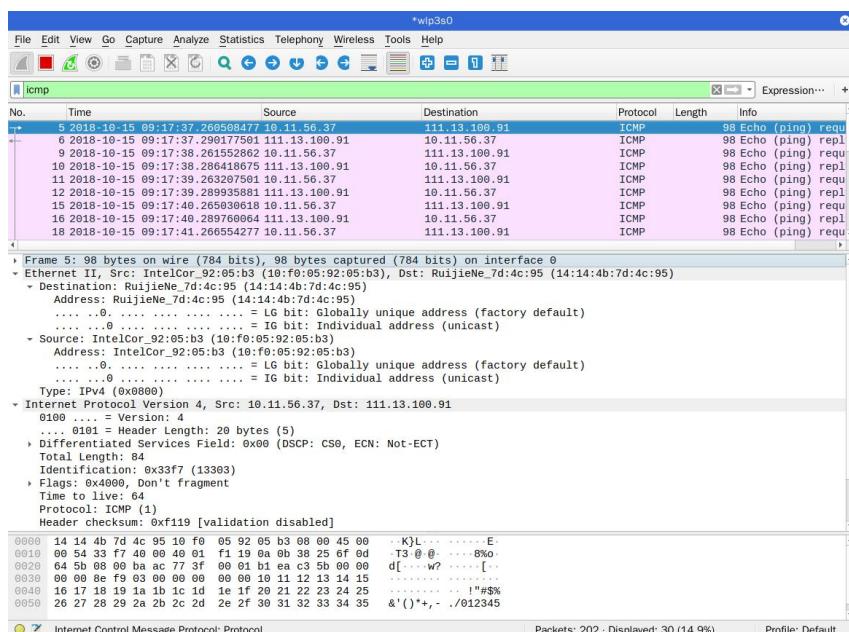 *wlp3s0
File Edit View Go Capture Analyze Statistics Telephony Wireless Tools Help
icmp Expression… +
No. Time Source Destination Protocol Length Info
5 2018-10-15 09:17:37.260508477 10.11.56.37 111.13.100.91 ICMP 98 Echo (ping) requ
6 2018-10-15 09:17:37.290177501 111.13.100.91 10.11.56.37 ICMP 98 Echo (ping) repl
9 2018-10-15 09:17:38.261552862 10.11.56.37 111.13.100.91 ICMP 98 Echo (ping) requ
10 2018-10-15 09:17:38.286418675 111.13.100.91 10.11.56.37 ICMP 98 Echo (ping) repl
11 2018-10-15 09:17:39.263207501 10.11.56.37 111.13.100.91 ICMP 98 Echo (ping) requ
12 2018-10-15 09:17:39.289935881 111.13.100.91 10.11.56.37 ICMP 98 Echo (ping) repl
15 2018-10-15 09:17:40.265030618 10.11.56.37 111.13.100.91 ICMP 98 Echo (ping) requ
16 2018-10-15 09:17:40.289760064 111.13.100.91 10.11.56.37 ICMP 98 Echo (ping) repl
18 2018-10-15 09:17:41.266554277 10.11.56.37 111.13.100.91 ICMP 98 Echo (ping) requ
Frame 5: 98 bytes on wire (784 bits), 98 bytes captured (784 bits) on interface 0
Ethernet II, Src: IntelCor_92:05:b3 (10:f0:05:92:05:b3), Dst: RuijieNe_7d:4c:95 (14:14:4b:7d:4c:95)
Destination: RuijieNe_7d:4c:95 (14:14:4b:7d:4c:95)
Address: RuijieNe_7d:4c:95 (14:14:4b:7d:4c:95)
.... ..0. .... .... .... .... = LG bit: Globally unique address (factory default)
.... ...0 .... .... .... .... = IG bit: Individual address (unicast)
Source: IntelCor_92:05:b3 (10:f0:05:92:05:b3)
Address: IntelCor_92:05:b3 (10:f0:05:92:05:b3)
.... ..0. .... .... .... .... = LG bit: Globally unique address (factory default)
.... ...0 .... .... .... .... = IG bit: Individual address (unicast)
Type: IPv4 (0x0800)
Internet Protocol Version 4, Src: 10.11.56.37, Dst: 111.13.100.91
0100 .... = Version: 4
.... 0101 = Header Length: 20 bytes (5)
Differentiated Services Field: 0x00 (DSCP: CS0, ECN: Not-ECT)
Total Length: 84
Identification: 0x33f7 (13303)
Flags: 0x4000, Don't fragment
Time to live: 64
Protocol: ICMP (1)
Header checksum: 0xf119 [validation disabled]
0000 14 14 4b 7d 4c 95 10 f0 05 92 05 b3 08 00 45 00 ··K}L··· ······E·
0010 00 54 33 f7 40 00 40 01 f1 19 0a 0b 38 25 6f 0d ·T3·@·@· ····8%o·
0020 64 5b 08 00 ba ac 77 3f 00 01 b1 ea c3 5b 00 00 d[····w? ·····[··
0030 00 00 8e f9 03 00 00 00 00 00 10 11 12 13 14 15 ········ ········
0040 16 17 18 19 1a 1b 1c 1d 1e 1f 20 21 22 23 24 25 ········ ·· !"#$%
0050 26 27 28 29 2a 2b 2c 2d 2e 2f 30 31 32 33 34 35 &'()*+,- ./012345
Internet Control Message Protocol: Protocol Packets: 202 · Displayed: 30 (14.9%) Profile: Default